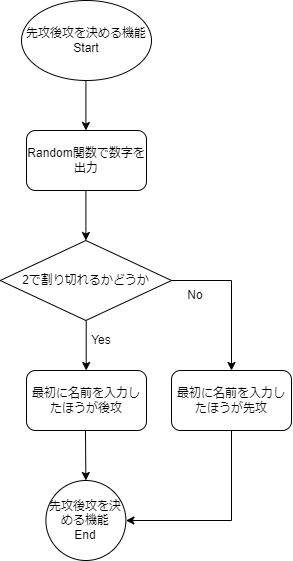 先攻後攻を決める機能
Start
Random関数で数字を
出力
2で割り切れるかどうか
No
Yes
最初に名前を入力し
たほうが後攻
最初に名前を入力し
たほうが先攻
先攻後攻を決
める機能
End